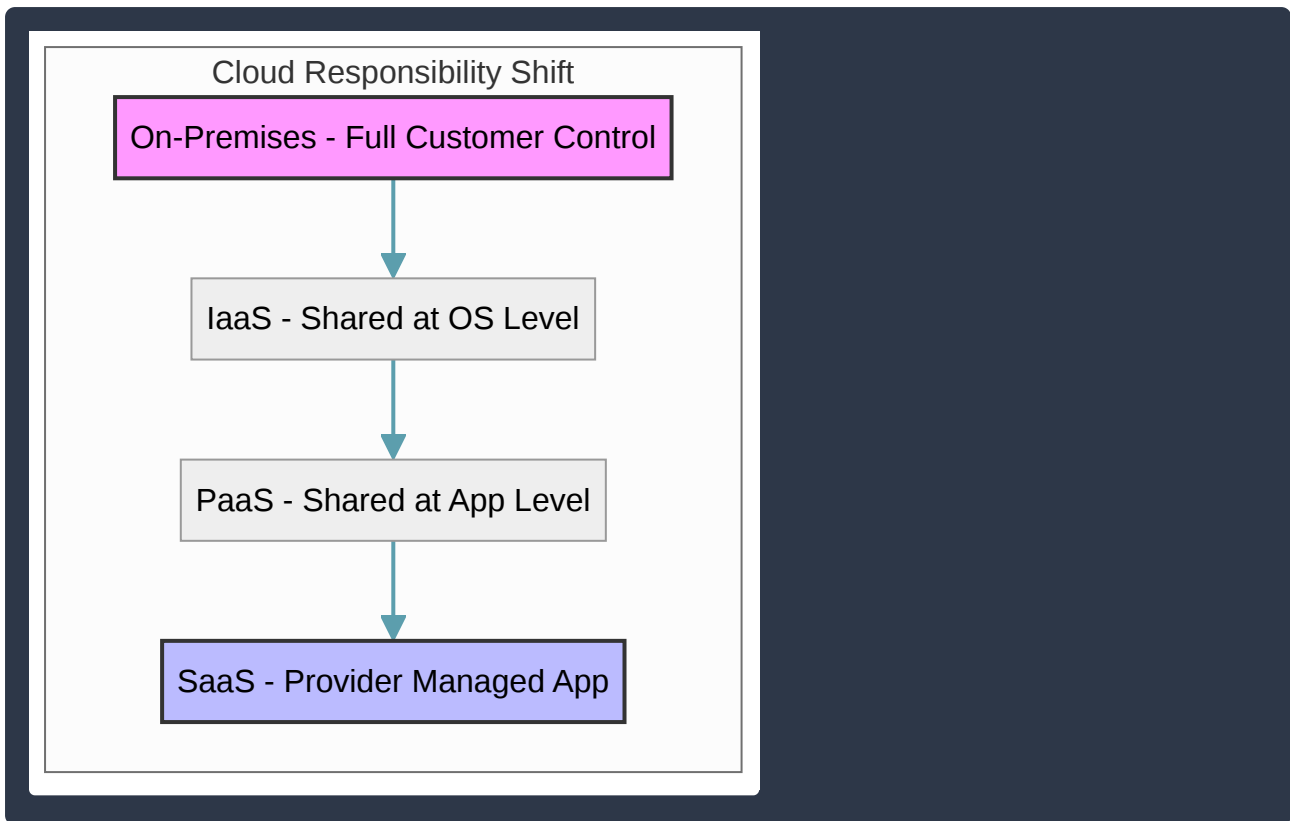 Cloud Responsibility Shift
On-Premises - Full Customer Control
IaaS - Shared at OS Level
PaaS - Shared at App Level
SaaS - Provider Managed App